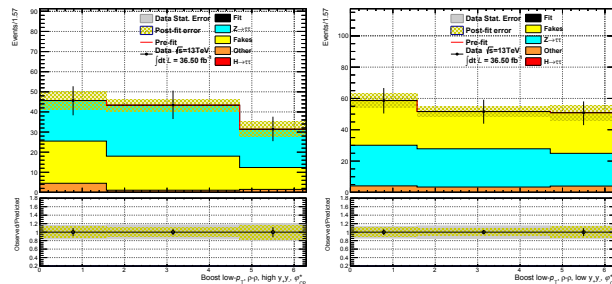 Events/1.57
90
80
70
60
50
40
30
20
10
0
Data Stat. Error
Post-fit error
Pre-fit
Data √s=13TeV
∫dt L = 36.50 fb⁻¹
Fit
Z→ττ
Fakes
Other
H→ττ
Observed/Predicted
1.8
1.6
1.4
1.2
1
0.8
0.6
0.4
0.2
0 1 2 3 4 5 6
Boost low-p_T, ρ-ρ, high y₊y₋, φ*_CP
Events/1.57
100
80
60
40
20
0
Data Stat. Error
Post-fit error
Pre-fit
Data √s=13TeV
∫dt L = 36.50 fb⁻¹
Fit
Z→ττ
Fakes
Other
H→ττ
Observed/Predicted
1.8
1.6
1.4
1.2
1
0.8
0.6
0.4
0.2
0 1 2 3 4 5 6
Boost low-p_T, ρ-ρ, low y₊y₋, φ*_CP